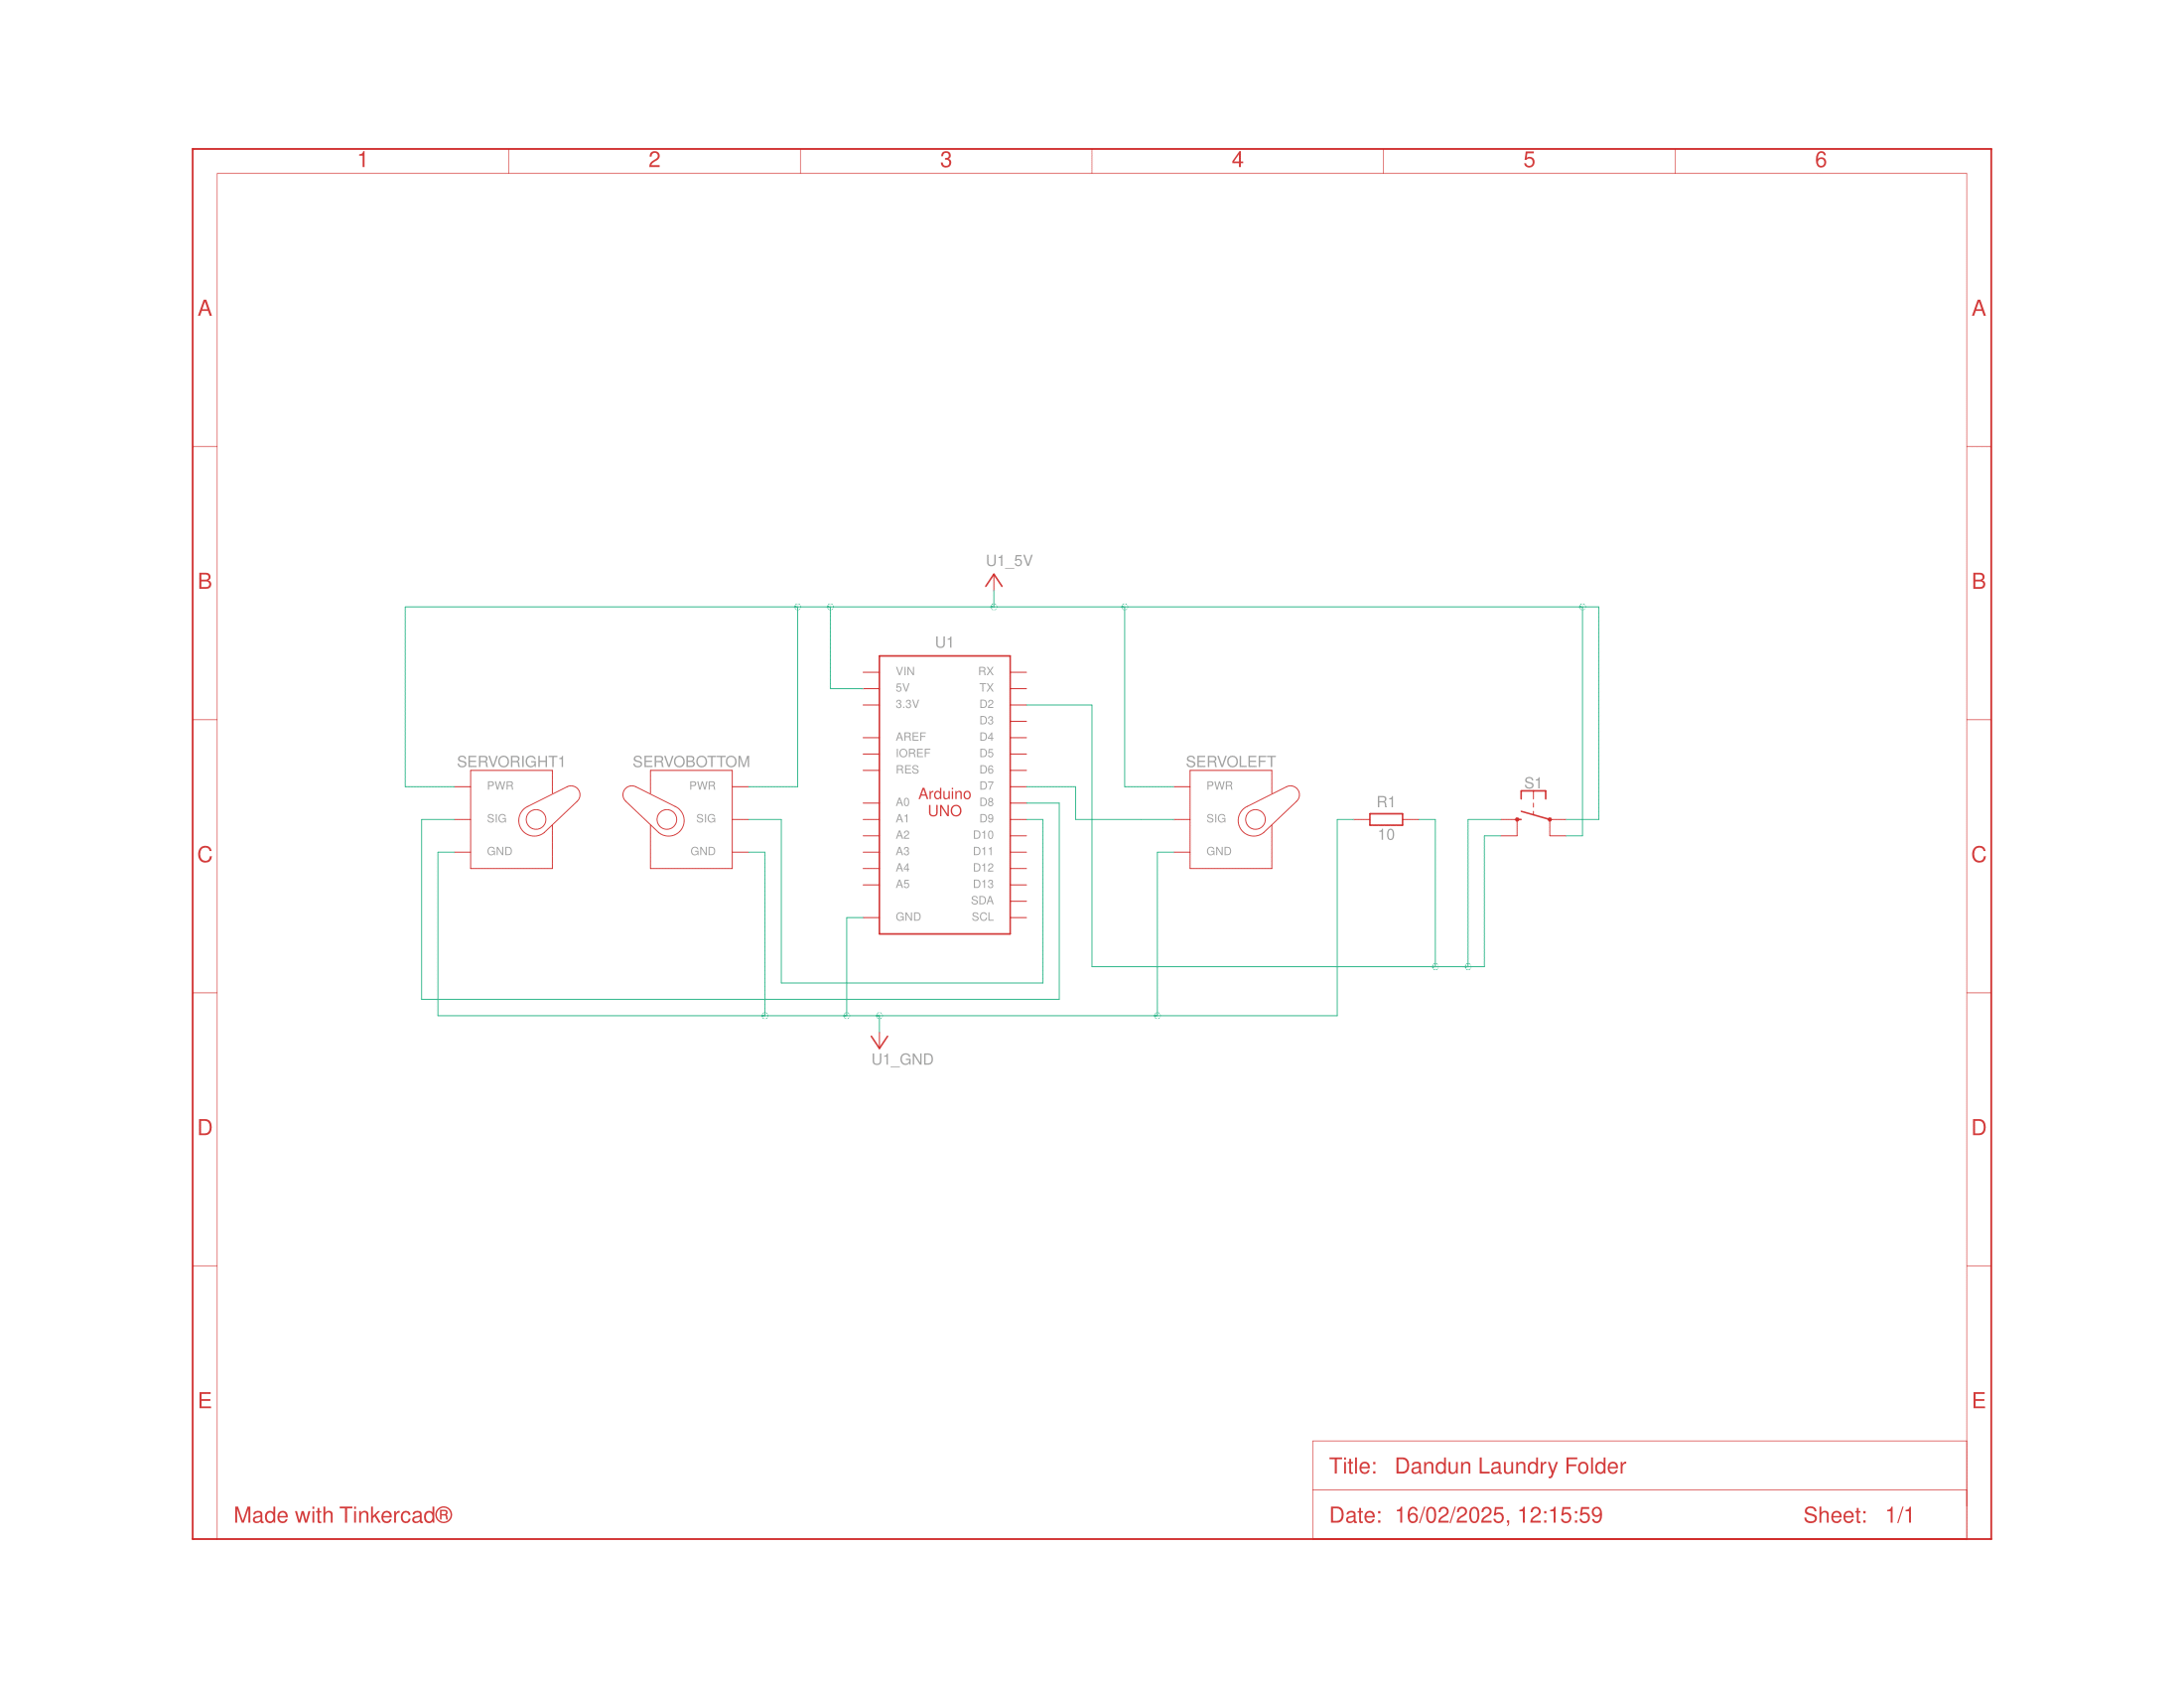 1 2 3 4 5 6
A A
B B
C C
D D
E E
U1_5V
U1
VIN RX
5V TX
3.3V D2
D3
AREF D4
IOREF D5
RES D6
D7
A0 D8
A1 D9
A2 D10
A3 D11
A4 D12
A5 D13
SDA
GND SCL
Arduino
UNO
SERVORIGHT1
PWR
SIG
GND
SERVOBOTTOM
PWR
SIG
GND
SERVOLEFT
PWR
SIG
GND
R1
10
S1
U1_GND
Title: Dandun Laundry Folder
Made with Tinkercad®
Date: 16/02/2025, 12:15:59 Sheet: 1/1